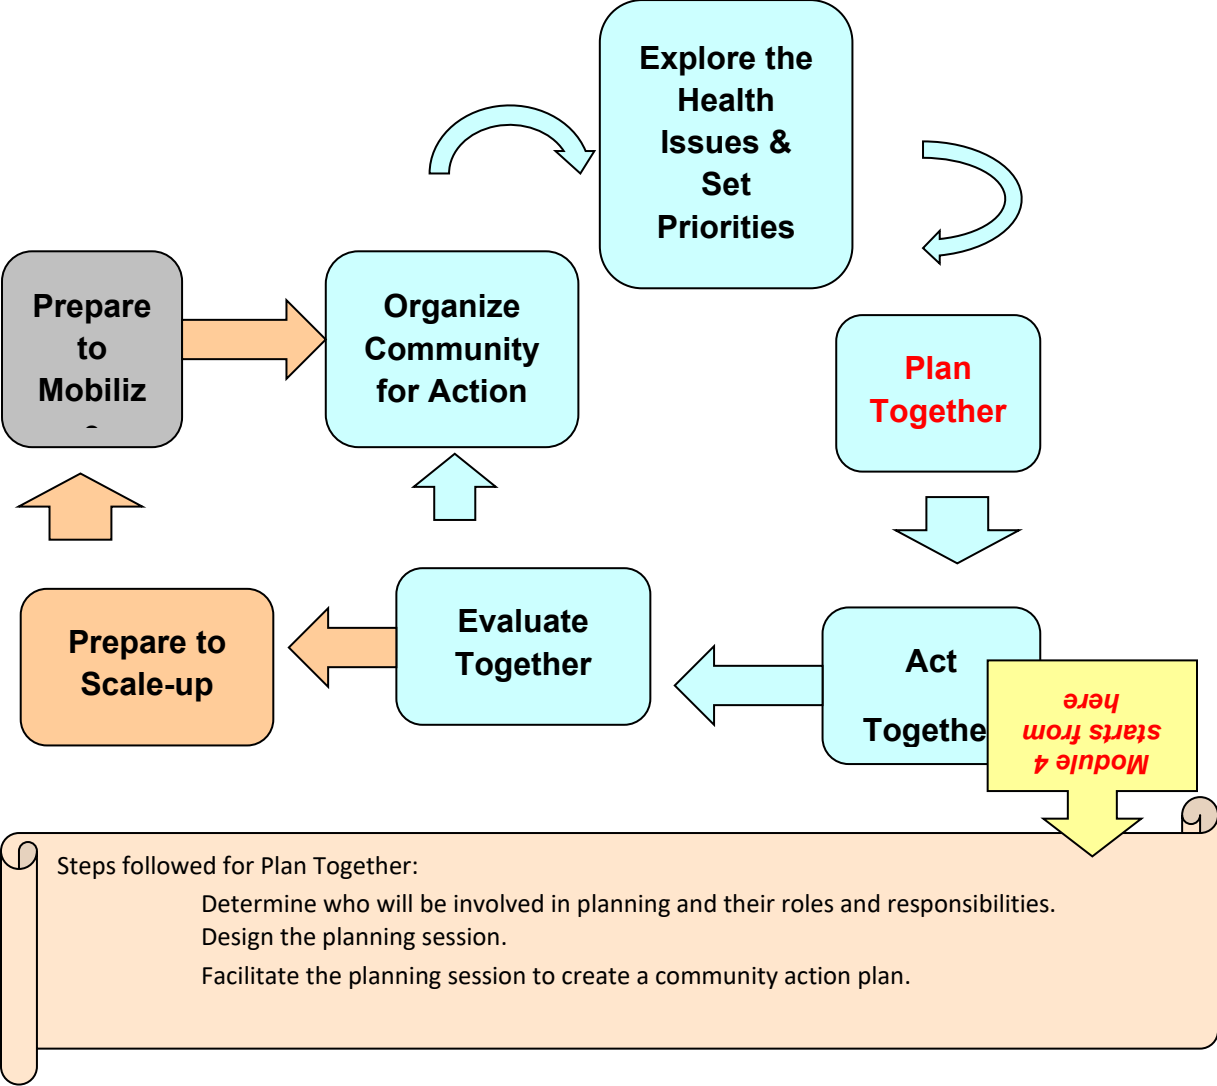 Explore the
Health
Issues &
Set
Priorities
Prepare
to
Mobiliz
Organize
Community
for Action
Plan
Together
Prepare to
Scale-up
Evaluate
Together
Act
Togethe
Module 4
starts from
here
Steps followed for Plan Together:
Determine who will be involved in planning and their roles and responsibilities.
Design the planning session.
Facilitate the planning session to create a community action plan.